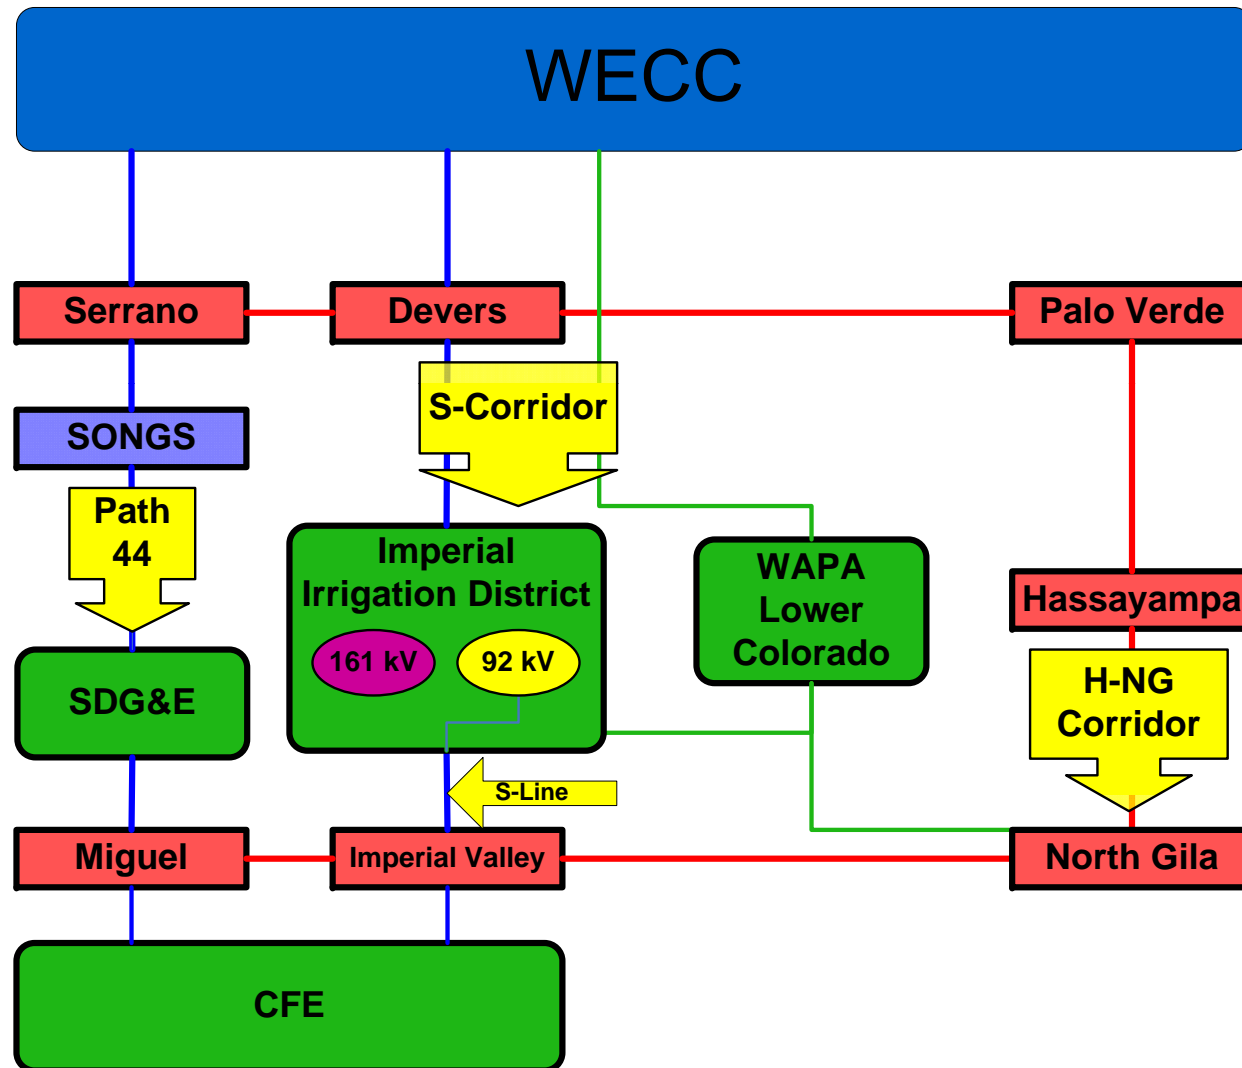 WECC
Serrano
Devers
Palo Verde
S-Corridor
SONGS
Path
44
Imperial
Irrigation District
161 kV
92 kV
WAPA
Lower
Colorado
Hassayampa
H-NG
Corridor
SDG&E
S-Line
Miguel
Imperial Valley
North Gila
CFE